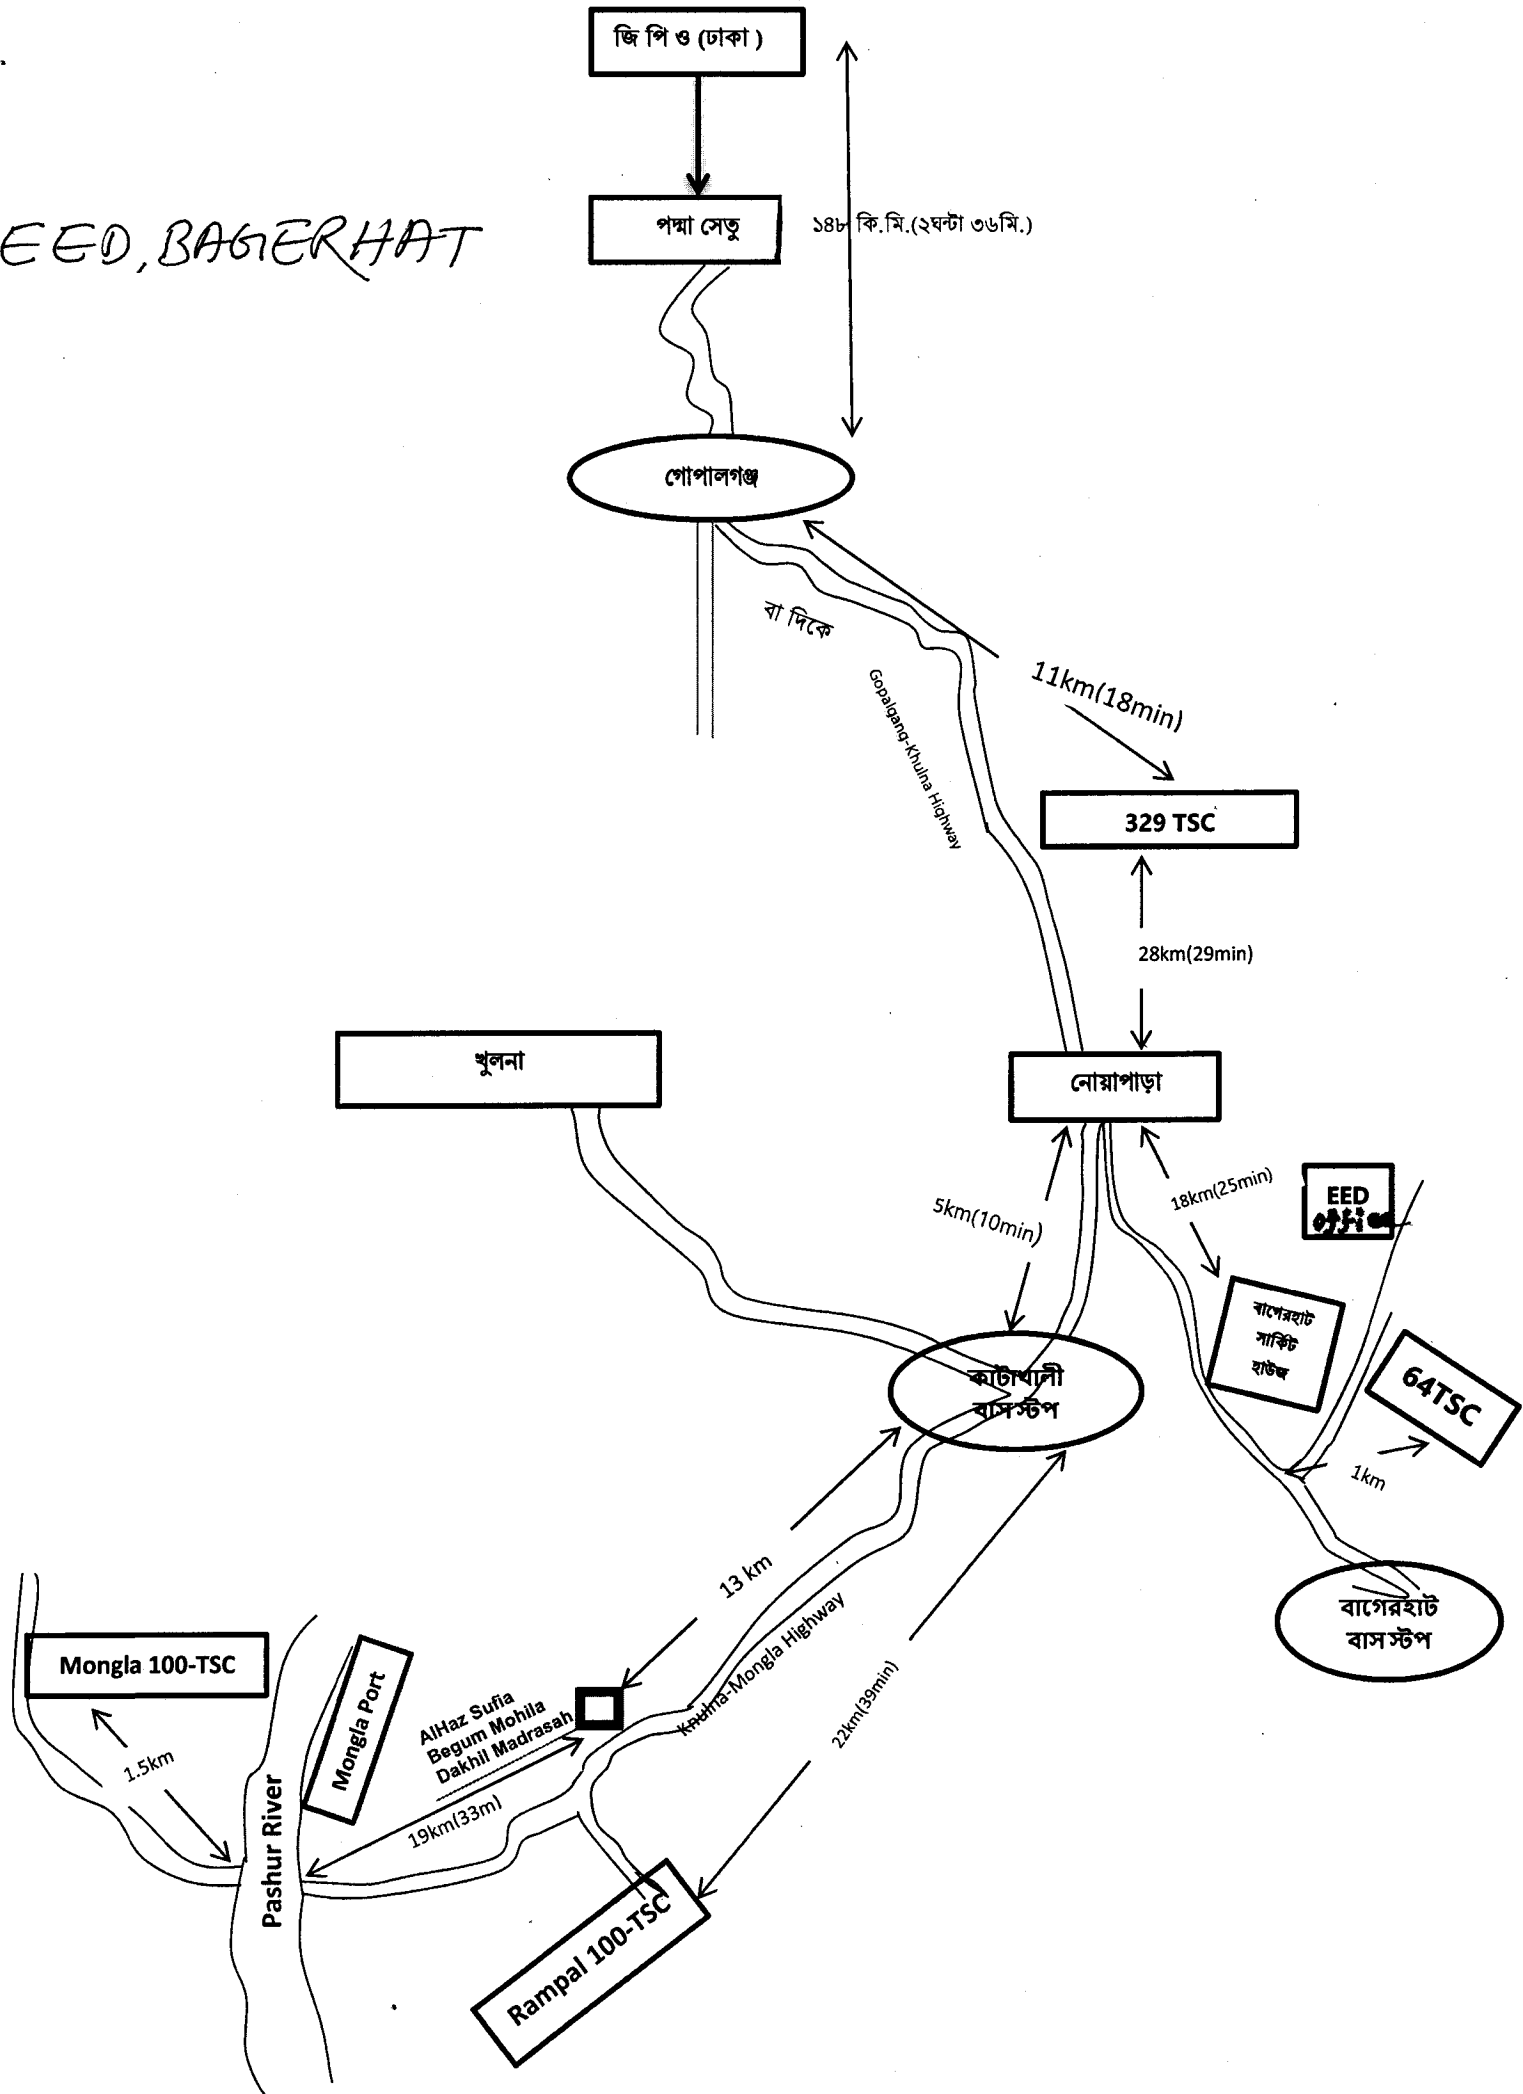 জি পি ও (ঢাকা )
EED, BAGERHAT
পদ্মা সেতু
১৪৮ কি.মি.(২ঘন্টা ৩৬মি.)
গোপালগঞ্জ
বা দিকে
11km(18min)
Gopalgang-Khulna Highway
329 TSC
28km(29min)
খুলনা
নোয়াপাড়া
5km(10min)
18km(25min)
EED
office
বাগেরহাট
সার্কিট
হাউজ
64TSC
1km
কাটাখালী
বাস স্টপ
বাগেরহাট
বাস স্টপ
13 km
Khulna-Mongla Highway
22km(39min)
Mongla 100-TSC
1.5km
Pashur River
Mongla Port
AlHaz Sufia
Begum Mohila
Dakhil Madrasah
19km(33m)
Rampal 100-TSC